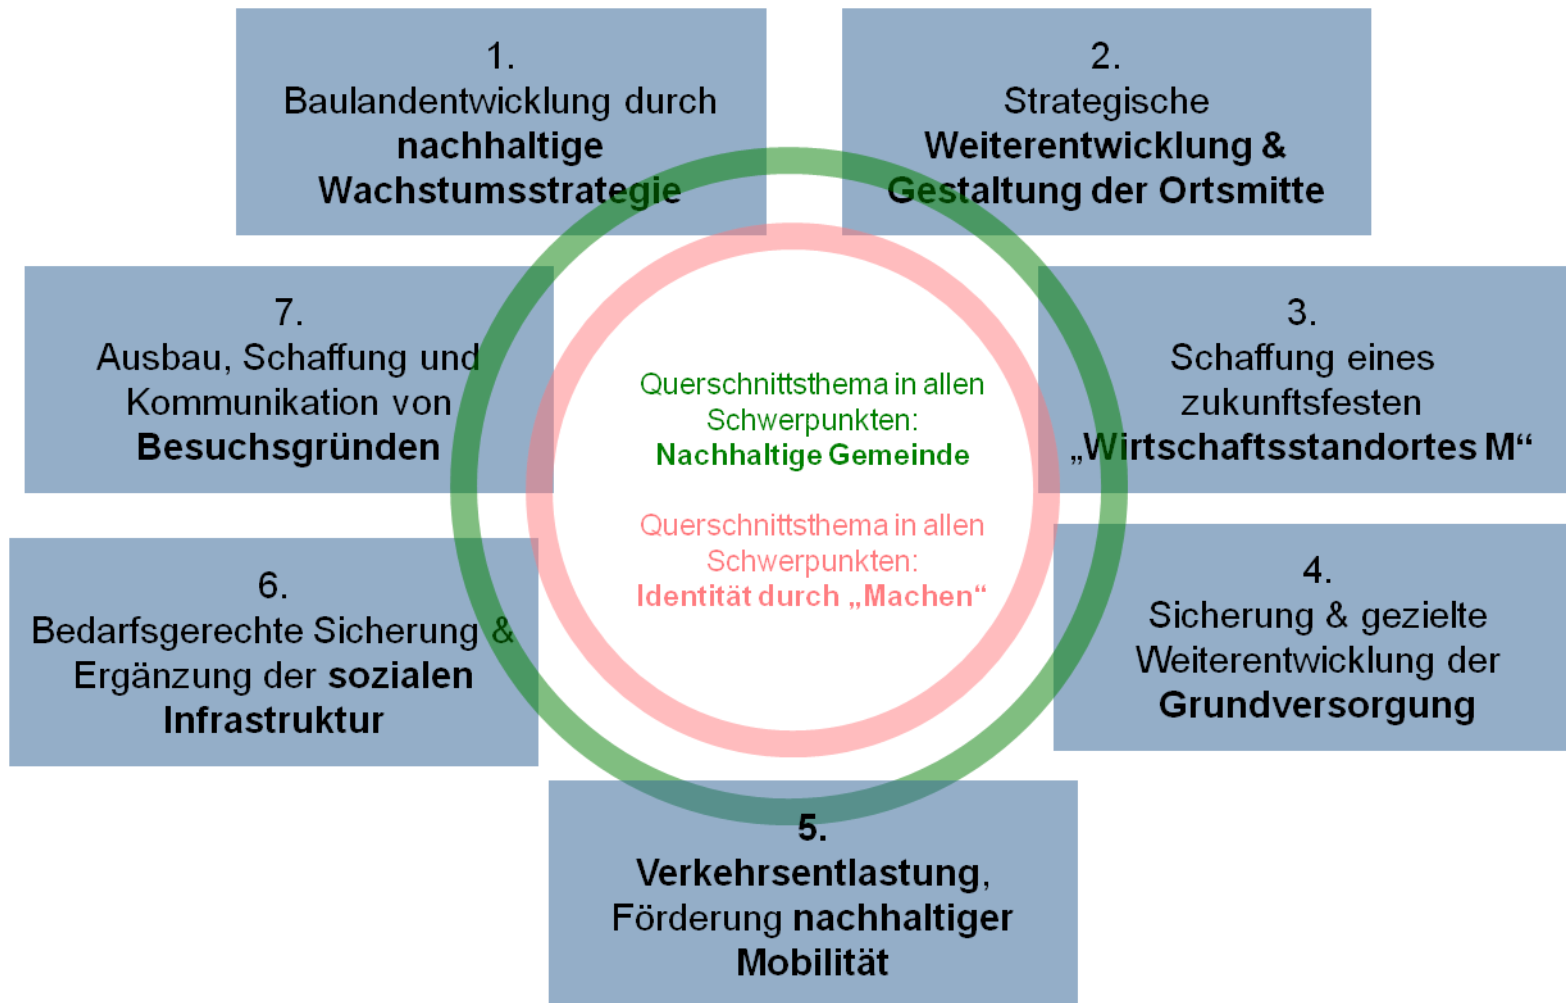 1.
Baulandentwicklung durch
nachhaltige
Wachstumsstrategie
2.
Strategische
Weiterentwicklung &
Gestaltung der Ortsmitte
3.
Schaffung eines
zukunftsfesten
„Wirtschaftsstandortes M“
4.
Sicherung & gezielte
Weiterentwicklung der
Grundversorgung
5.
Verkehrsentlastung,
Förderung nachhaltiger
Mobilität
6.
Bedarfsgerechte Sicherung &
Ergänzung der sozialen
Infrastruktur
7.
Ausbau, Schaffung und
Kommunikation von
Besuchsgründen
Querschnittsthema in allen
Schwerpunkten:
Nachhaltige Gemeinde
Querschnittsthema in allen
Schwerpunkten:
Identität durch „Machen“